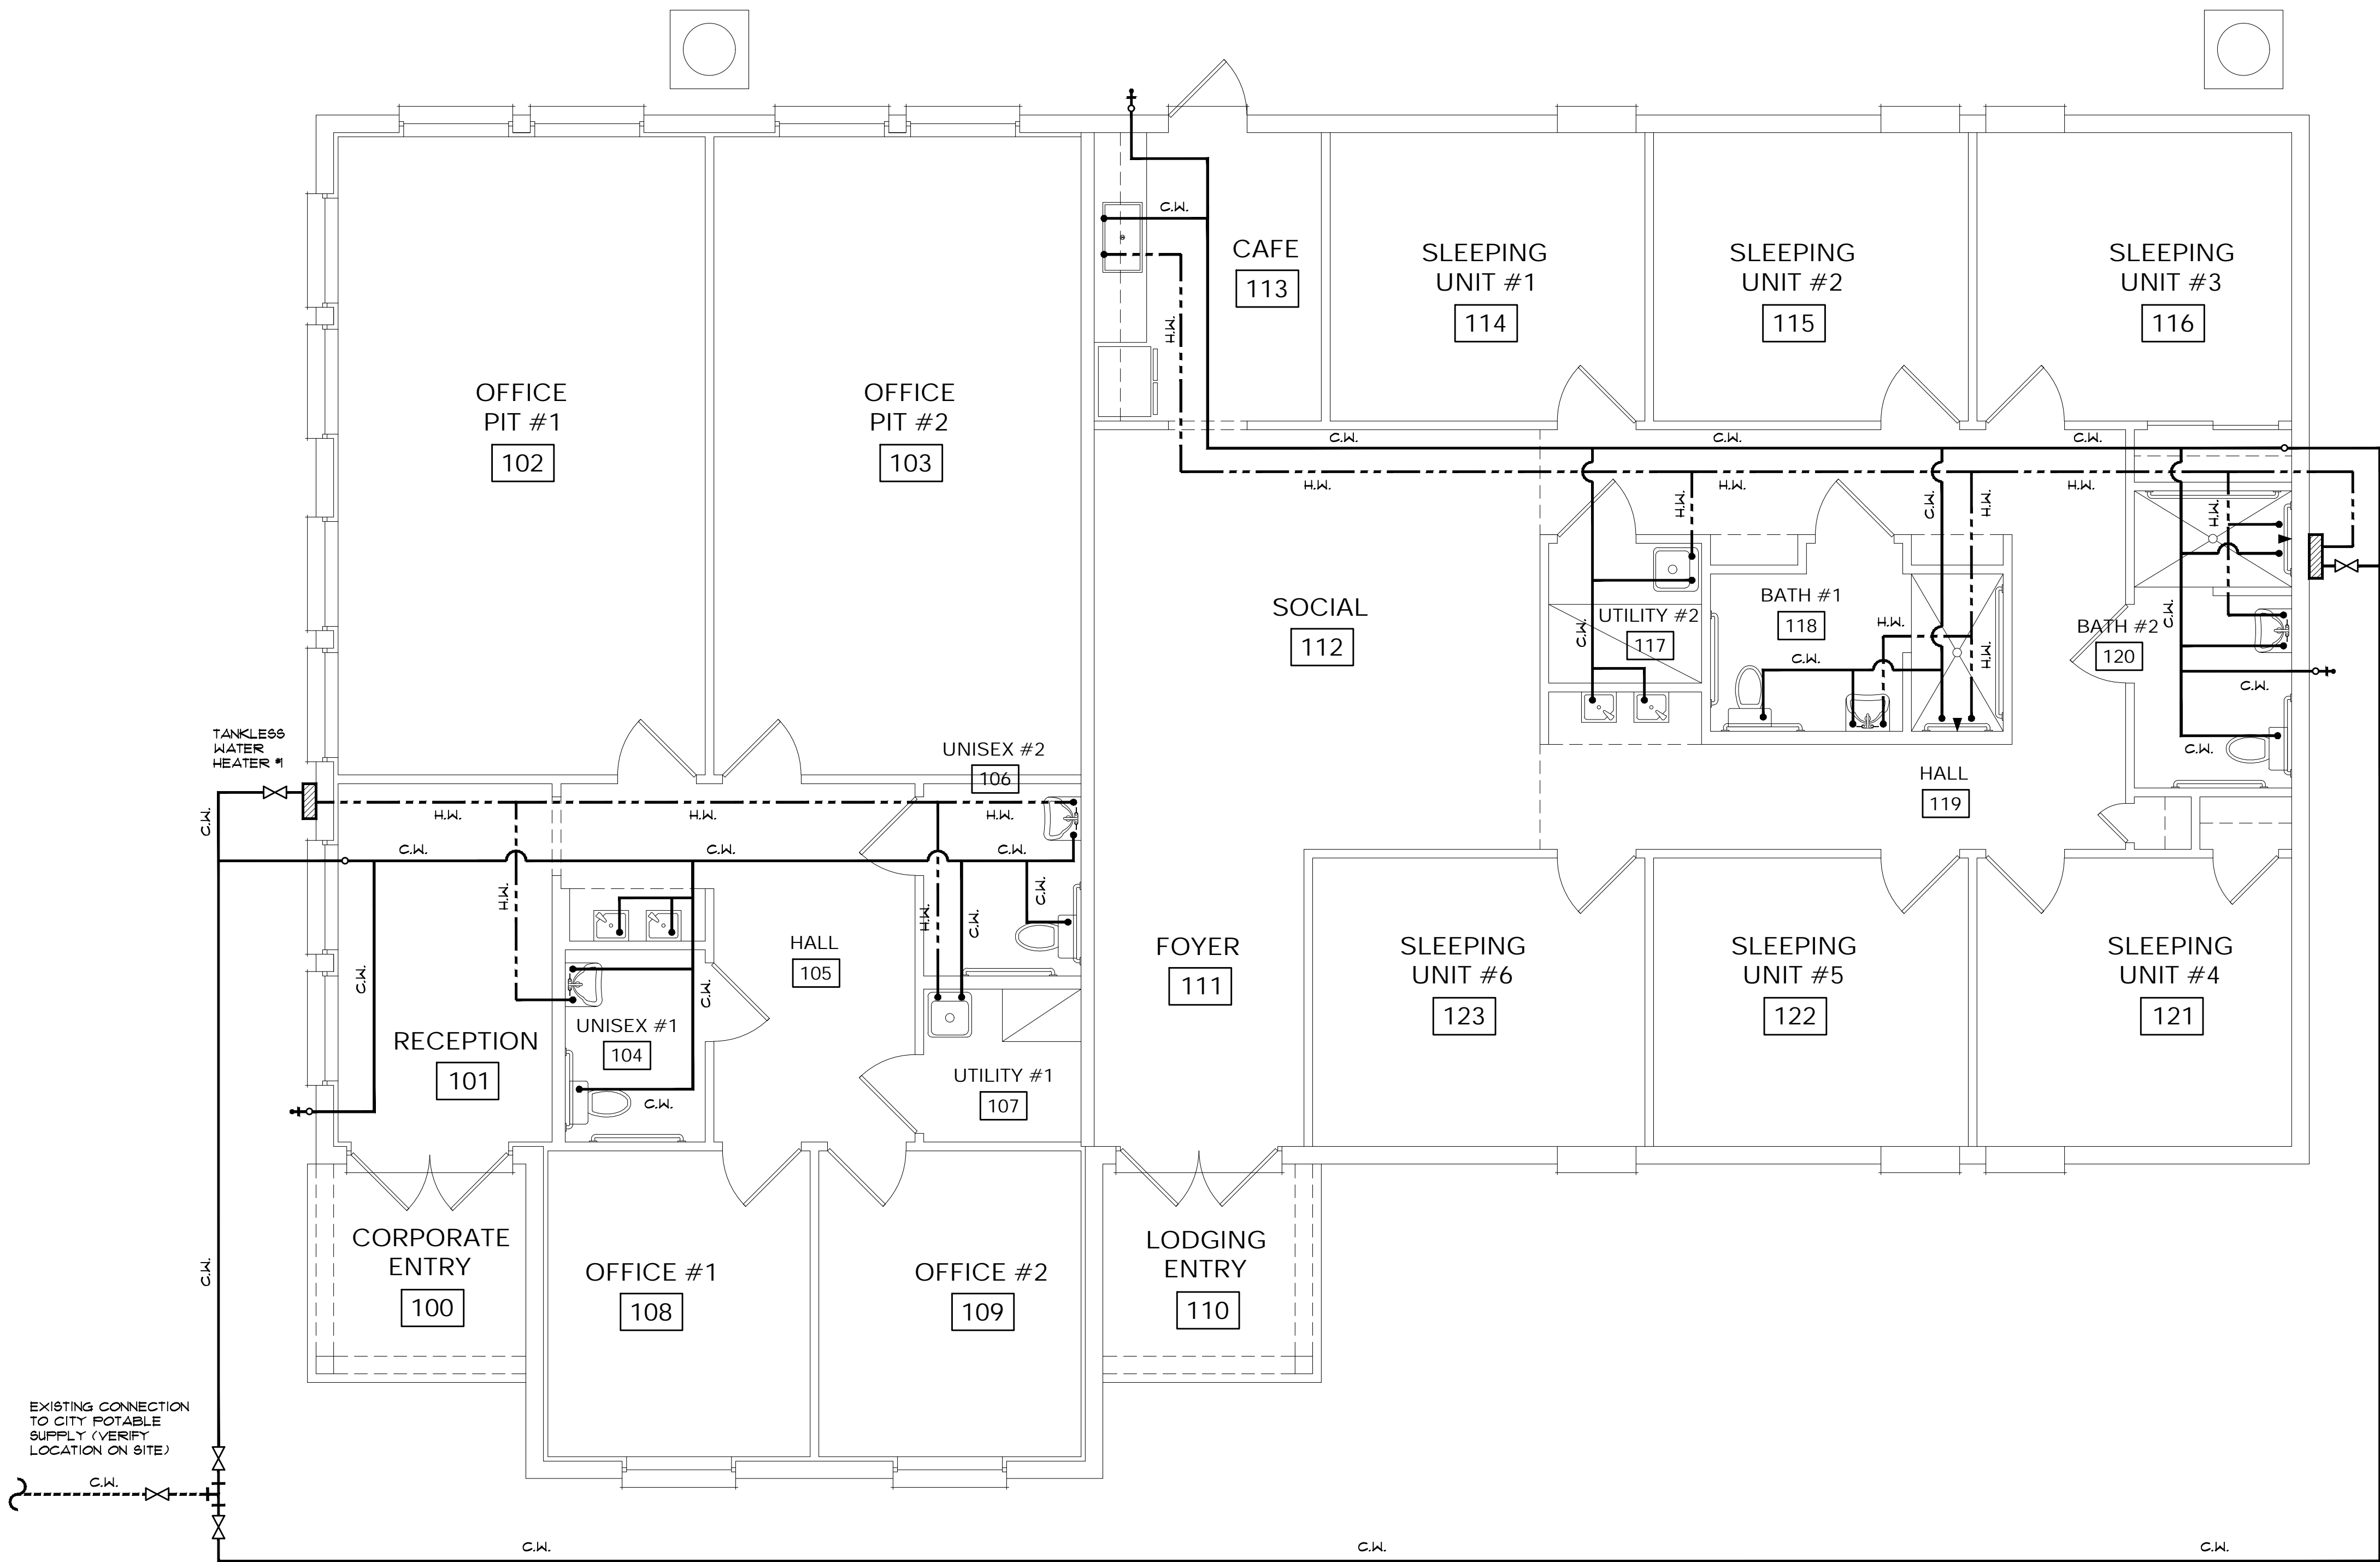 C.W.
CAFE
113
SLEEPING
UNIT #1
114
SLEEPING
UNIT #2
115
SLEEPING
UNIT #3
116
H.W.
OFFICE
PIT #1
102
OFFICE
PIT #2
103
C.W.
C.W.
C.W.
H.W.
H.W.
H.W.
H.W.
C.W.
H.W.
H.W.
SOCIAL
112
UTILITY #2
117
C.W.
BATH #1
118
H.W.
C.W.
H.W.
C.W.
BATH #2
120
C.W.
C.W.
TANKLESS
WATER
HEATER #1
UNISEX #2
106
HALL
119
C.W.
H.W.
H.W.
H.W.
C.W.
C.W.
C.W.
H.W.
H.W.
C.W.
C.W.
C.W.
C.W.
HALL
105
FOYER
111
SLEEPING
UNIT #6
123
SLEEPING
UNIT #5
122
SLEEPING
UNIT #4
121
RECEPTION
101
UNISEX #1
104
C.W.
UTILITY #1
107
CORPORATE
ENTRY
100
OFFICE #1
108
OFFICE #2
109
LODGING
ENTRY
110
C.W.
EXISTING CONNECTION
TO CITY POTABLE
SUPPLY (VERIFY
LOCATION ON SITE)
C.W.
C.W.
C.W.
C.W.